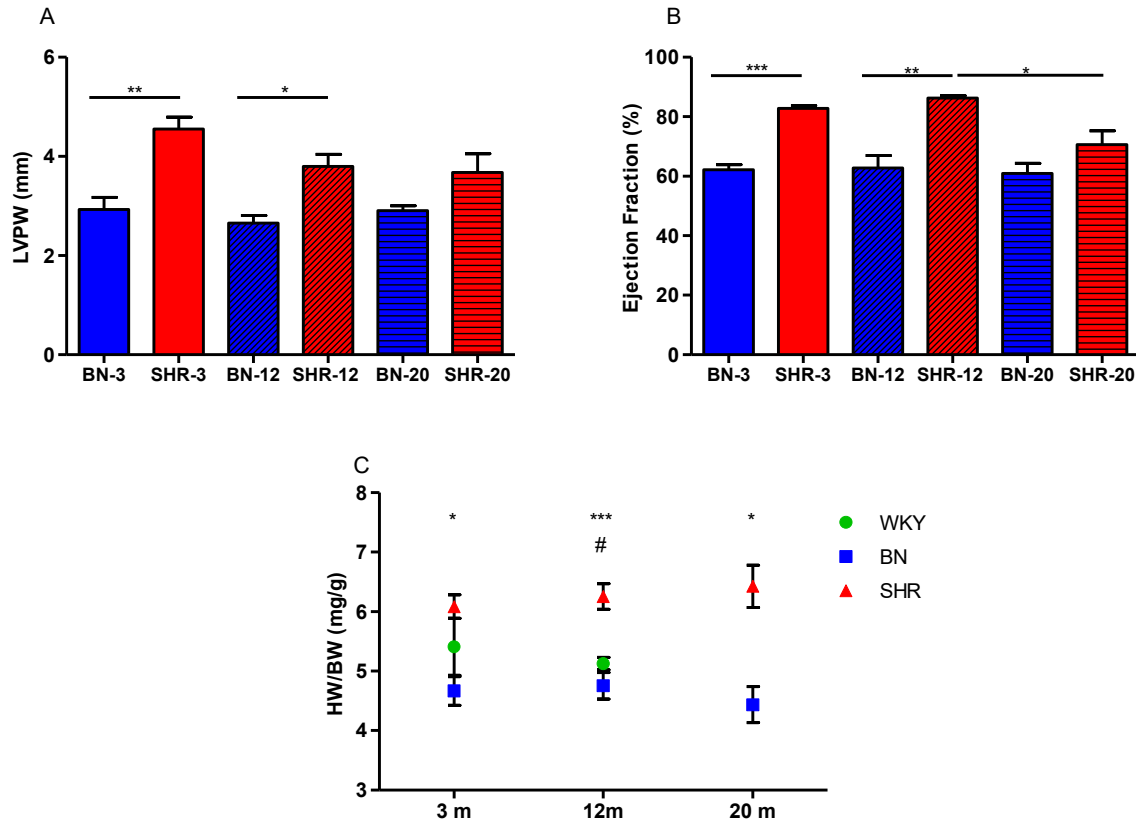 A
LVPW (mm)
6
4
2
0
**
*
BN-3 SHR-3 BN-12 SHR-12 BN-20 SHR-20
B
Ejection Fraction (%)
100
80
60
40
20
0
***
**
*
BN-3 SHR-3 BN-12 SHR-12 BN-20 SHR-20
C
HW/BW (mg/g)
8
7
6
5
4
3
* *** *
#
3 m 12m 20 m
WKY
BN
SHR